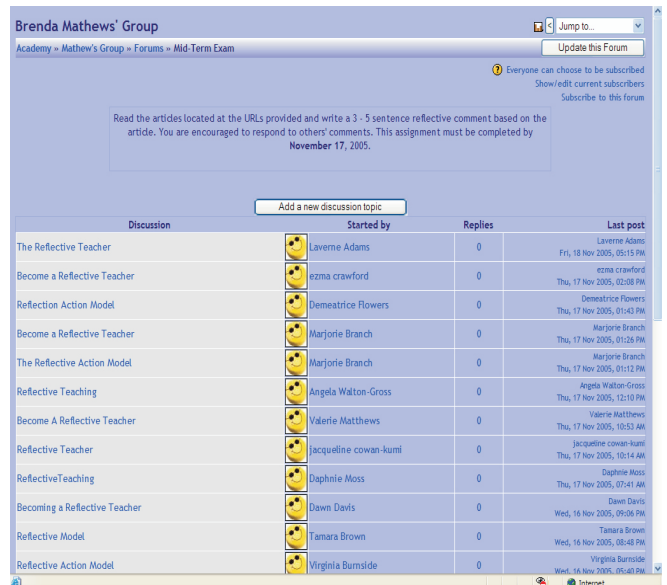 Brenda Mathews' Group
Jump to...
Academy » Mathew's Group » Forums » Mid-Term Exam
Update this Forum
Everyone can choose to be subscribed
Show/edit current subscribers
Subscribe to this forum
Read the articles located at the URLs provided and write a 3 - 5 sentence reflective comment based on the
article. You are encouraged to respond to others' comments. This assignment must be completed by
November 17, 2005.
Add a new discussion topic
Discussion Started by Replies Last post
The Reflective Teacher Laverne Adams 0 Laverne Adams
Fri, 18 Nov 2005, 05:15 PM
Become a Reflective Teacher ezma crawford 0 ezma crawford
Thu, 17 Nov 2005, 02:08 PM
Reflection Action Model Demeatrice Flowers 0 Demeatrice Flowers
Thu, 17 Nov 2005, 01:43 PM
Become a Reflective Teacher Marjorie Branch 0 Marjorie Branch
Thu, 17 Nov 2005, 01:26 PM
The Reflective Action Model Marjorie Branch 0 Marjorie Branch
Thu, 17 Nov 2005, 01:12 PM
Reflective Teaching Angela Walton-Gross 0 Angela Walton-Gross
Thu, 17 Nov 2005, 12:10 PM
Become A Reflective Teacher Valerie Matthews 0 Valerie Matthews
Thu, 17 Nov 2005, 10:53 AM
Reflective Teacher jacqueline cowan-kumi 0 jacqueline cowan-kumi
Thu, 17 Nov 2005, 10:14 AM
ReflectiveTeaching Daphnie Moss 0 Daphnie Moss
Thu, 17 Nov 2005, 07:41 AM
Becoming a Reflective Teacher Dawn Davis 0 Dawn Davis
Wed, 16 Nov 2005, 09:06 PM
Reflective Model Tamara Brown 0 Tamara Brown
Wed, 16 Nov 2005, 08:48 PM
Reflective Action Model Virginia Burnside 0 Virginia Burnside
Wed, 16 Nov 2005, 05:40 PM
Internet